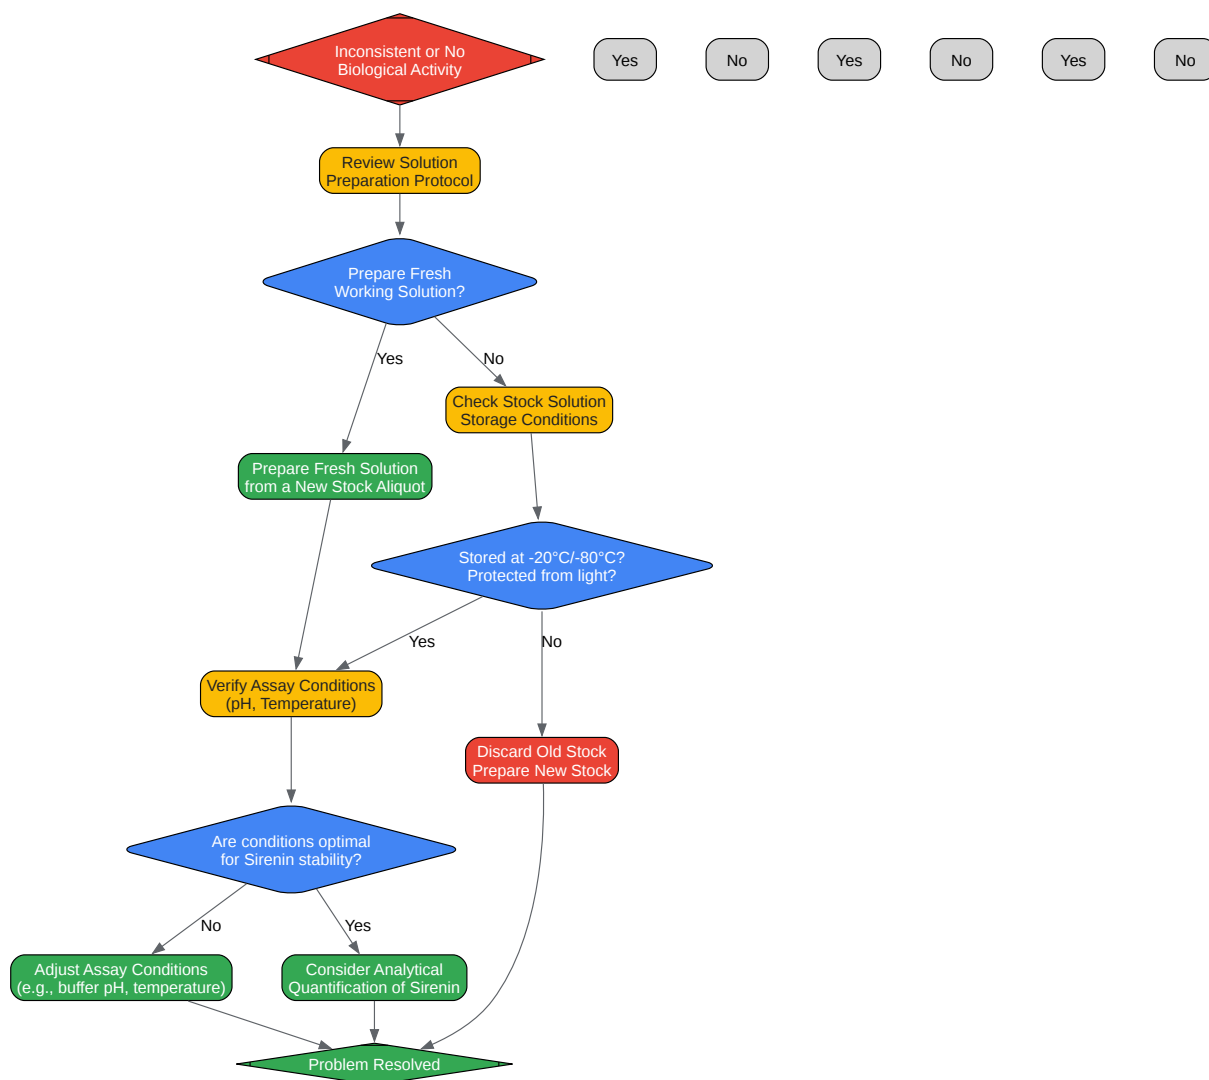 Inconsistent or No
Biological Activity
Yes
No
Yes
No
Yes
No
Review Solution
Preparation Protocol
Prepare Fresh
Working Solution?
Yes
No
Check Stock Solution
Storage Conditions
Prepare Fresh Solution
from a New Stock Aliquot
Stored at -20°C/-80°C?
Protected from light?
Yes
No
Verify Assay Conditions
(pH, Temperature)
Discard Old Stock
Prepare New Stock
Are conditions optimal
for Sirenin stability?
No
Yes
Adjust Assay Conditions
(e.g., buffer pH, temperature)
Consider Analytical
Quantification of Sirenin
Problem Resolved